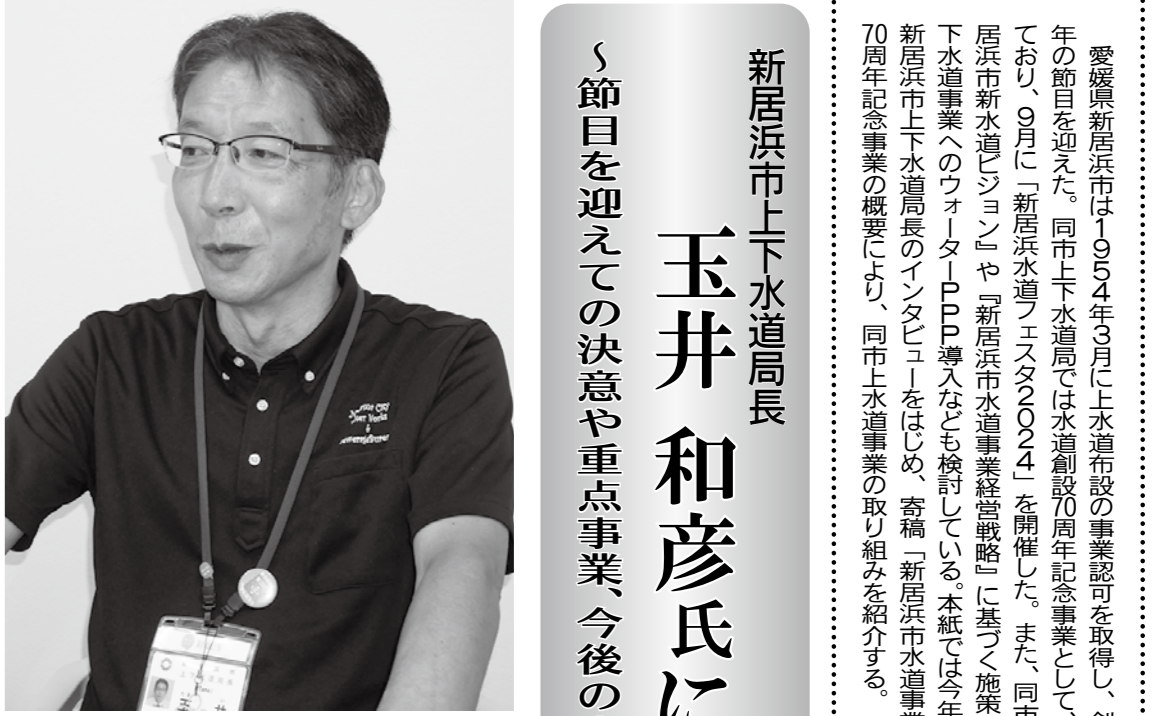 愛媛県新居浜市は1954年3月に上水道布設の事業認可を取得し、
年の節目を迎えた。同市上下水道局では水道創設70周年記念事業として、
ており、9月に「新居浜水道フェスタ2024」を開催した。また、同市
居浜市新水道ビジョン』や『新居浜市水道事業経営戦略』に基づく施策
下水道事業へのウォーターPPP導入なども検討している。本紙では今年
新居浜市上下水道局長のインタビューをはじめ、寄稿「新居浜市水道事業
70周年記念事業の概要により、同市上水道事業の取り組みを紹介する。
新居浜市上下水道局長
玉井 和彦氏に
~節目を迎えての決意や重点事業、今後の